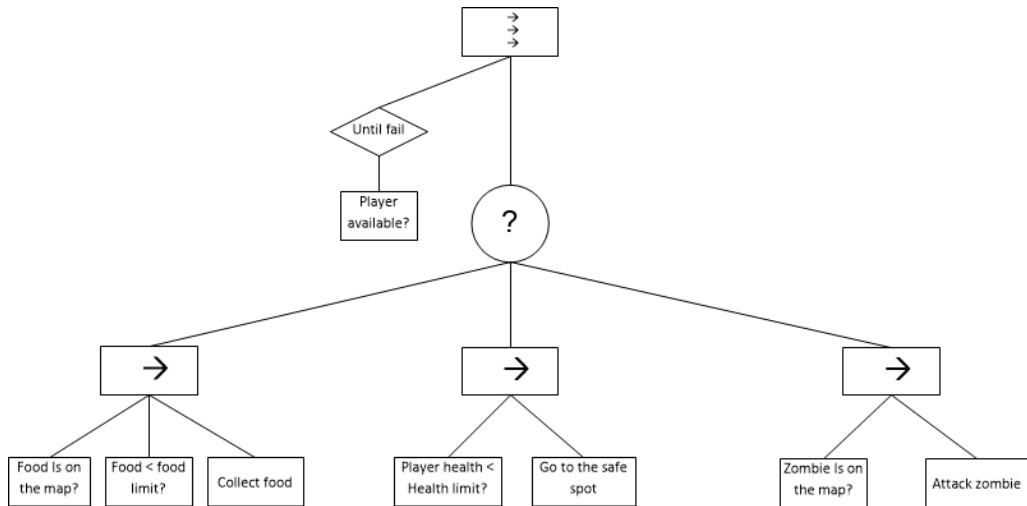 →
→
→
Until fail
Player
available?
?
→
→
→
Food Is on
the map?
Food < food
limit?
Collect food
Player health <
Health limit?
Go to the safe
spot
Zombie Is on
the map?
Attack zombie